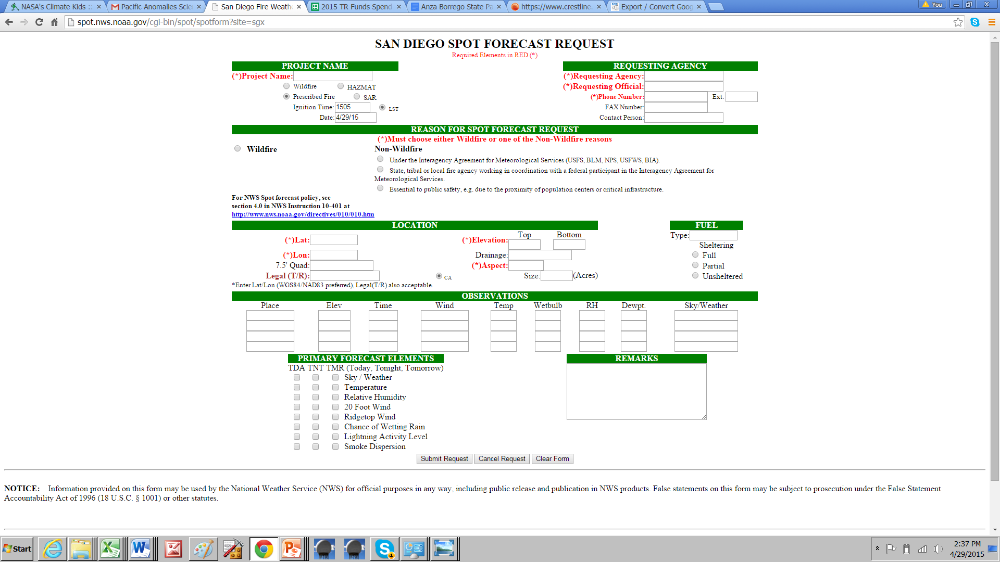 NASA's Climate Kids ::
Pacific Anomalies Scie
San Diego Fire Weath
2015 TR Funds Spend
Anza Borrego State Pa
https://www.crestline.
Export / Convert Goog
You
spot.nws.noaa.gov/cgi-bin/spot/spotform?site=sgx
SAN DIEGO SPOT FORECAST REQUEST
Required Elements in RED (*)
PROJECT NAME
(*)Project Name:
Wildfire HAZMAT
Prescribed Fire SAR
Ignition Time: 1505 LST
Date: 4/29/15
REQUESTING AGENCY
(*)Requesting Agency:
(*)Requesting Official:
(*)Phone Number: Ext.
FAX Number:
Contact Person:
REASON FOR SPOT FORECAST REQUEST
(*)Must choose either Wildfire or one of the Non-Wildfire reasons
Wildfire
Non-Wildfire
Under the Interagency Agreement for Meteorological Services (USFS, BLM, NPS, USFWS, BIA).
State, tribal or local fire agency working in coordination with a federal participant in the Interagency Agreement for
Meteorological Services.
Essential to public safety, e.g. due to the proximity of population centers or critical infrastructure.
For NWS Spot forecast policy, see
section 4.0 in NWS Instruction 10-401 at
http://www.nws.noaa.gov/directives/010/010.htm
LOCATION
Top Bottom
(*)Lat: (*)Elevation:
(*)Lon: Drainage:
7.5' Quad: (*)Aspect:
Legal (T/R): CA Size: (Acres)
*Enter Lat/Lon (WGS84/NAD83 preferred), Legal(T/R) also acceptable.
FUEL
Type:
Sheltering
Full
Partial
Unsheltered
OBSERVATIONS
Place Elev Time Wind Temp Wetbulb RH Dewpt. Sky/Weather
PRIMARY FORECAST ELEMENTS
TDA TNT TMR (Today, Tonight, Tomorrow)
Sky / Weather
Temperature
Relative Humidity
20 Foot Wind
Ridgetop Wind
Chance of Wetting Rain
Lightning Activity Level
Smoke Dispersion
REMARKS
Submit Request Cancel Request Clear Form
NOTICE: Information provided on this form may be used by the National Weather Service (NWS) for official purposes in any way, including public release and publication in NWS products. False statements on this form may be subject to prosecution under the False Statement
Accountability Act of 1996 (18 U.S.C. § 1001) or other statutes.
Start
4
2:37 PM
4/29/2015